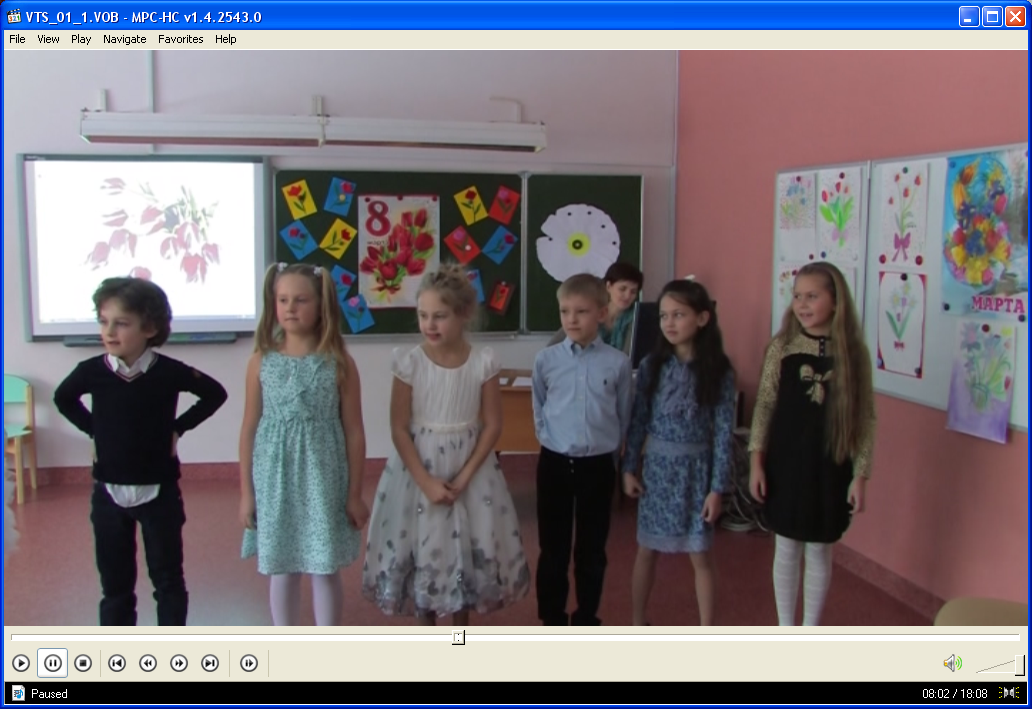 VTS_01_1.VOB - MPC-HC v1.4.2543.0
File View Play Navigate Favorites Help
8
МАРТА
Paused
08:02 / 18:08